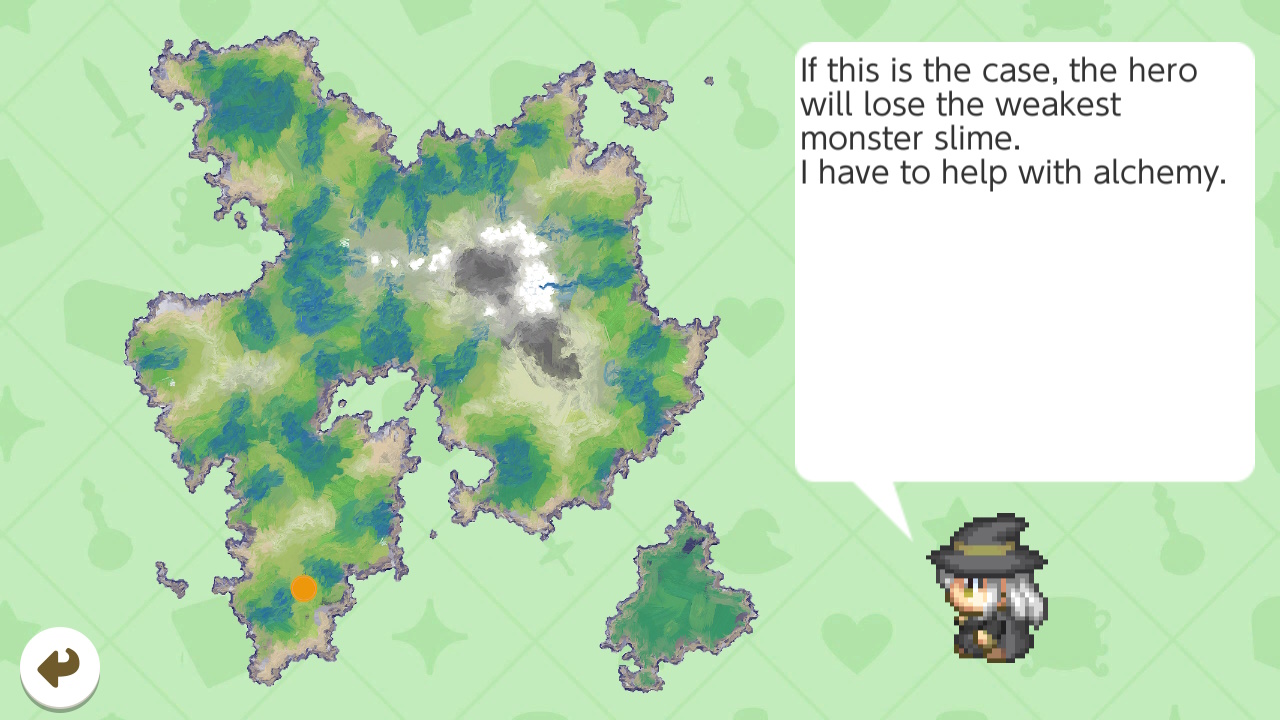 If this is the case, the hero
will lose the weakest
monster slime.
I have to help with alchemy.